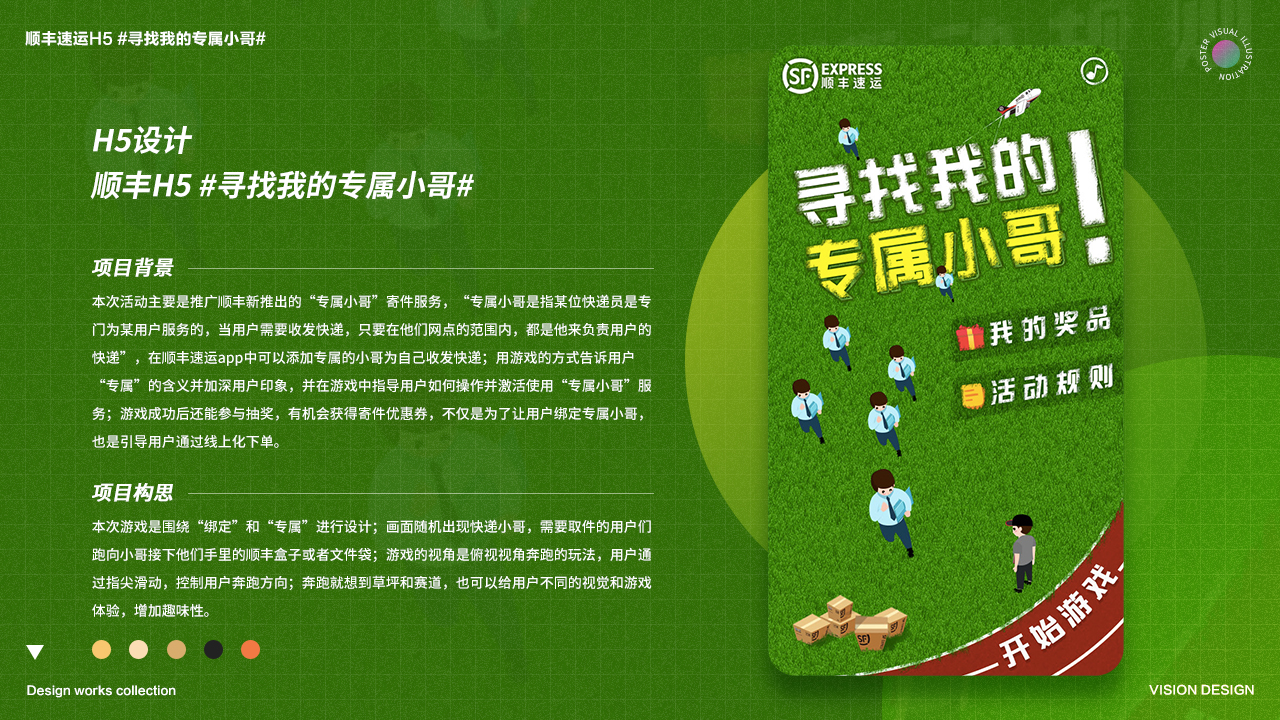 顺丰速运H5 #寻找我的专属小哥#
POSTER VISUAL ILLUSTRATION
H5设计
顺丰H5 #寻找我的专属小哥#
项目背景
本次活动主要是推广顺丰新推出的“专属小哥”寄件服务，“专属小哥是指某位快递员是专
门为某用户服务的，当用户需要收发快递，只要在他们网点的范围内，都是他来负责用户的
快递”，在顺丰速运app中可以添加专属的小哥为自己收发快递；用游戏的方式告诉用户
“专属”的含义并加深用户印象，并在游戏中指导用户如何操作并激活使用“专属小哥”服
务；游戏成功后还能参与抽奖，有机会获得寄件优惠券，不仅是为了让用户绑定专属小哥，
也是引导用户通过线上化下单。
项目构思
本次游戏是围绕“绑定”和“专属”进行设计；画面随机出现快递小哥，需要取件的用户们
跑向小哥接下他们手里的顺丰盒子或者文件袋；游戏的视角是俯视视角奔跑的玩法，用户通
过指尖滑动，控制用户奔跑方向；奔跑就想到草坪和赛道，也可以给用户不同的视觉和游戏
体验，增加趣味性。
Design works collection
SF EXPRESS
顺丰速运
寻找我的
专属小哥!
我的奖品
活动规则
SF
开始游戏
VISION DESIGN